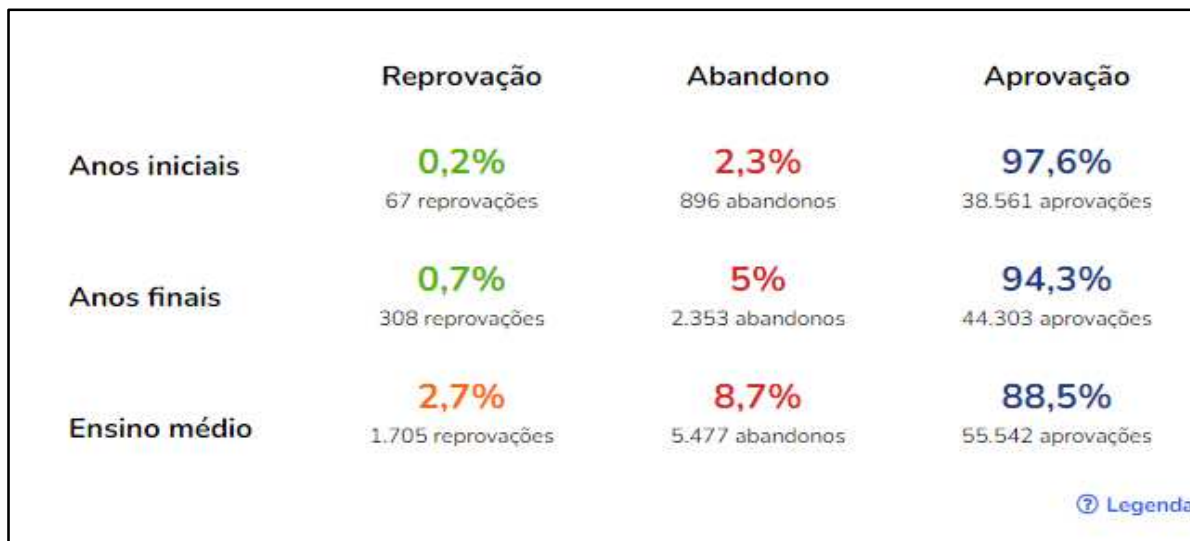 Reprovação Abandono Aprovação
Anos iniciais 0,2% 2,3% 97,6%
67 reprovações 896 abandonos 38.561 aprovações
Anos finais 0,7% 5% 94,3%
308 reprovações 2.353 abandonos 44.303 aprovações
Ensino médio 2,7% 8,7% 88,5%
1.705 reprovações 5.477 abandonos 55.542 aprovações
? Legenda